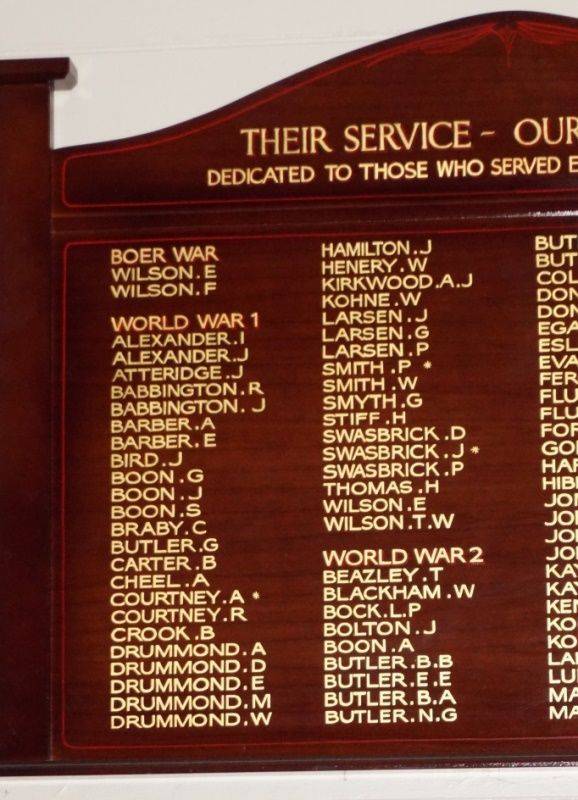 THEIR SERVICE - OUR
DEDICATED TO THOSE WHO SERVED
BOER WAR
WILSON.E
WILSON.F
WORLD WAR 1
ALEXANDER.I
ALEXANDER.J
ATTERIDGE.J
BABBINGTON.R
BABBINGTON.J
BARBER.A
BARBER.E
BIRD.J
BOON.G
BOON.J
BOON.S
BRABY.C
BUTLER.G
CARTER.B
CHEEL.A
COURTNEY.A *
COURTNEY.R
CROOK.B
DRUMMOND.A
DRUMMOND.D
DRUMMOND.E
DRUMMOND.M
DRUMMOND.W
HAMILTON.J
HENERY.W
KIRKWOOD.A.J
KOHNE.W
LARSEN.J
LARSEN.G
LARSEN.P
SMITH.P *
SMITH.W
SMYTH.G
STIFF.H
SWASBRICK.D
SWASBRICK.J *
SWASBRICK.P
THOMAS.H
WILSON.E
WILSON.T.W
WORLD WAR 2
BEAZLEY.T
BLACKHAM.W
BOCK.L.P
BOLTON.J
BOON.A
BUTLER.B.B
BUTLER.E.E
BUTLER.B.A
BUTLER.N.G